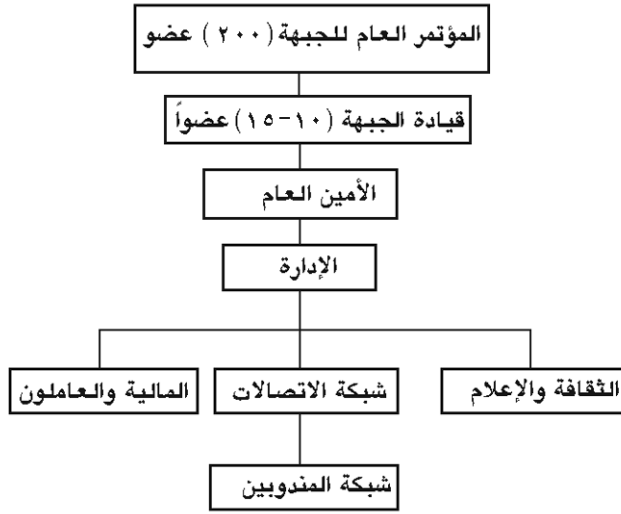 المؤتمر العام للجبهة (٢٠٠) عضو
قيادة الجبهة (١٠-١٥) عضواً
الأمين العام
الإدارة
الثقافة والإعلام
شبكة الاتصالات
المالية والعاملون
شبكة المندوبين